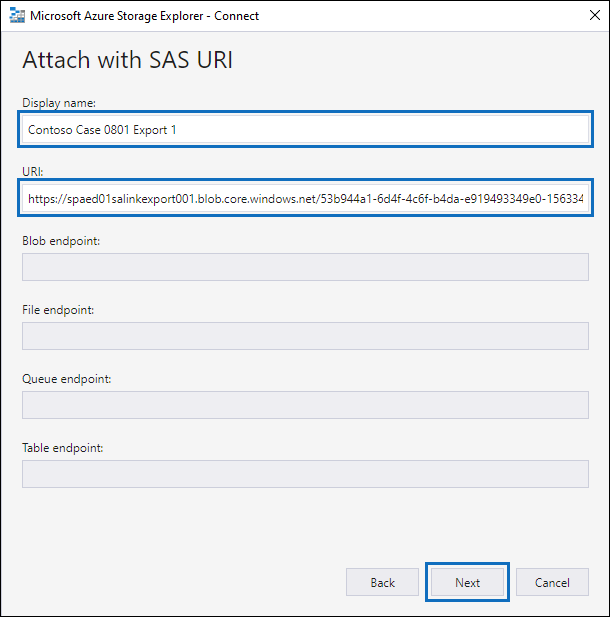 Microsoft Azure Storage Explorer - Connect
Attach with SAS URI
Display name:
Contoso Case 0801 Export 1
URI:
https://spaed01salinkexport001.blob.core.windows.net/53b944a1-6d4f-4c6f-b4da-e919493349e0-156334
Blob endpoint:
File endpoint:
Queue endpoint:
Table endpoint:
Back
Next
Cancel